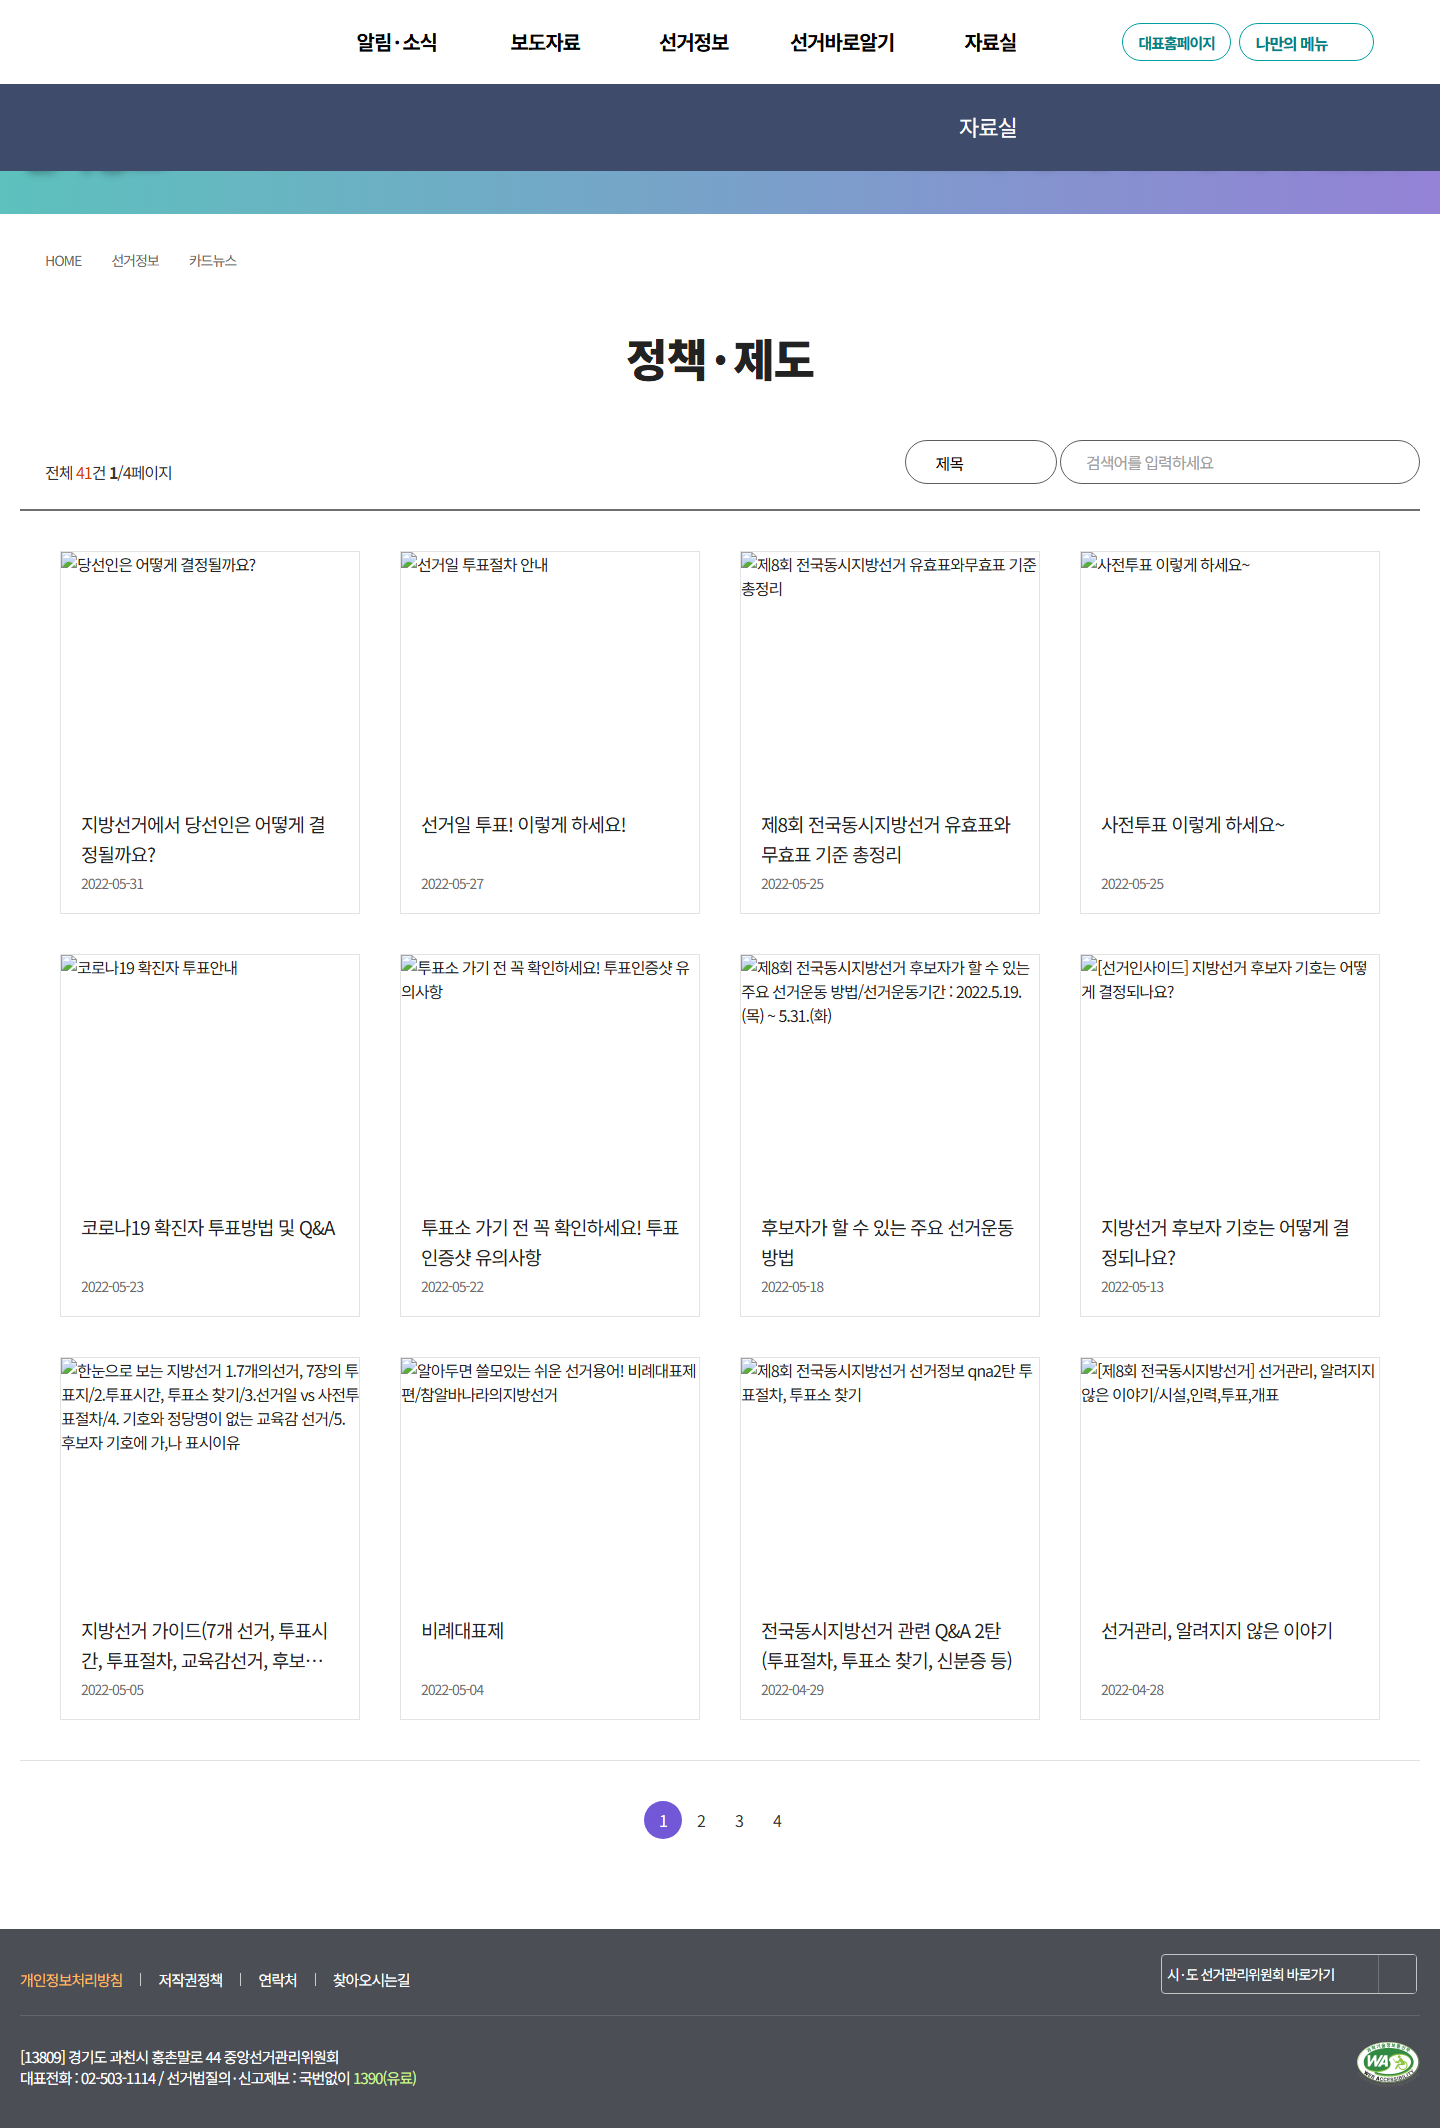 알림·소식 보도자료 선거정보 선거바로알기 자료실 대표홈페이지 나만의 메뉴
자료실
HOME 선거정보 카드뉴스
정책·제도
전체 41건 1/4페이지 제목 검색어를 입력하세요
당선인은 어떻게 결정될까요?
지방선거에서 당선인은 어떻게 결
정될까요?
2022-05-31
선거일 투표절차 안내
선거일 투표! 이렇게 하세요!
2022-05-27
제8회 전국동시지방선거 유효표와무효표 기준
총정리
제8회 전국동시지방선거 유효표와
무효표 기준 총정리
2022-05-25
사전투표 이렇게 하세요~
사전투표 이렇게 하세요~
2022-05-25
코로나19 확진자 투표안내
코로나19 확진자 투표방법 및 Q&A
2022-05-23
투표소 가기 전 꼭 확인하세요! 투표인증샷 유
의사항
투표소 가기 전 꼭 확인하세요! 투표
인증샷 유의사항
2022-05-22
제8회 전국동시지방선거 후보자가 할 수 있는
주요 선거운동 방법/선거운동기간 : 2022.5.19.
(목) ~ 5.31.(화)
후보자가 할 수 있는 주요 선거운동
방법
2022-05-18
[선거인사이드] 지방선거 후보자 기호는 어떻
게 결정되나요?
지방선거 후보자 기호는 어떻게 결
정되나요?
2022-05-13
한눈으로 보는 지방선거 1.7개의선거, 7장의 투
표지/2.투표시간, 투표소 찾기/3.선거일 vs 사전투
표절차/4. 기호와 정당명이 없는 교육감 선거/5.
후보자 기호에 가,나 표시이유
지방선거 가이드(7개 선거, 투표시
간, 투표절차, 교육감선거, 후보…
2022-05-05
알아두면 쓸모있는 쉬운 선거용어! 비례대표제
편/참알바나라의지방선거
비례대표제
2022-05-04
제8회 전국동시지방선거 선거정보 qna2탄 투
표절차, 투표소 찾기
전국동시지방선거 관련 Q&A 2탄
(투표절차, 투표소 찾기, 신분증 등)
2022-04-29
[제8회 전국동시지방선거] 선거관리, 알려지지
않은 이야기/시설,인력,투표,개표
선거관리, 알려지지 않은 이야기
2022-04-28
1 2 3 4
개인정보처리방침 저작권정책 연락처 찾아오시는길 시·도 선거관리위원회 바로가기
[13809] 경기도 과천시 홍촌말로 44 중앙선거관리위원회
대표전화 : 02-503-1114 / 선거법질의·신고제보 : 국번없이 1390(유료)
WA
WEB ACCESSIBILITY